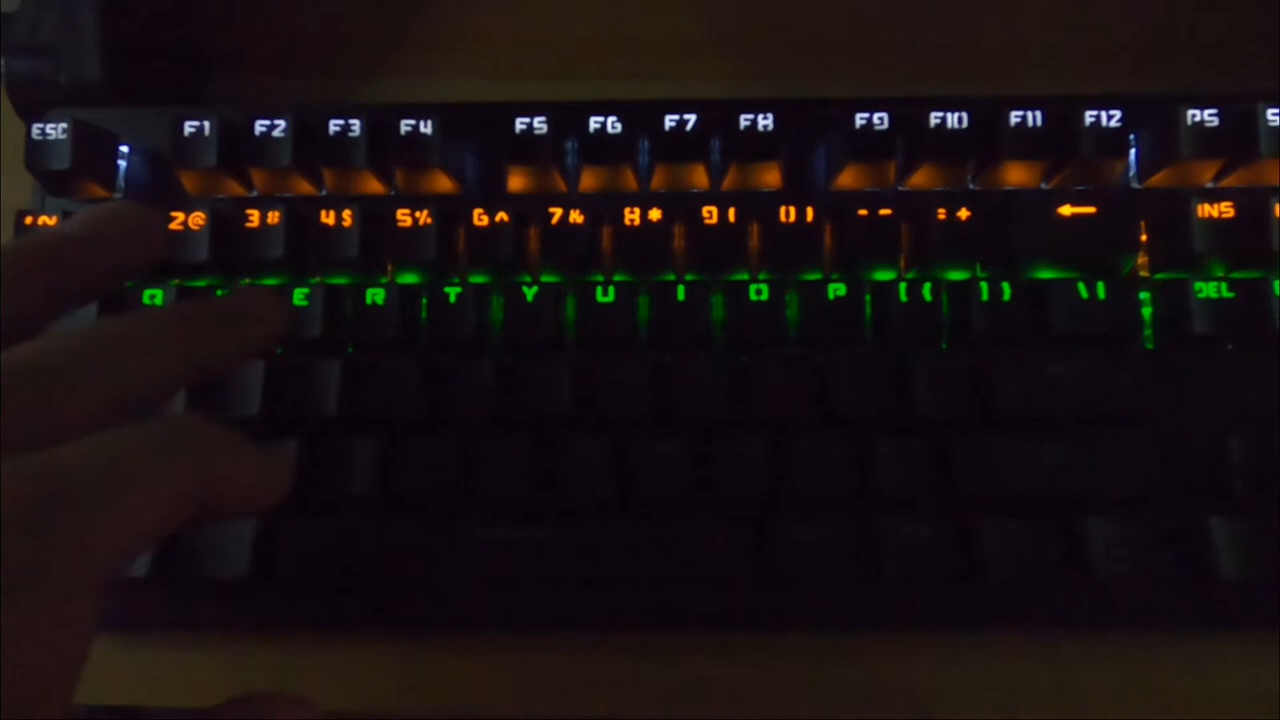 ESC F1 F2 F3 F4 F5 F6 F7 F8 F9 F10 F11 F12 PS S
~ 2@ 3# 4$ 5% 6^ 7& 8* 9( 0) -- =+ ← INS
Q E R T Y U I O P [{ ]} \| DEL